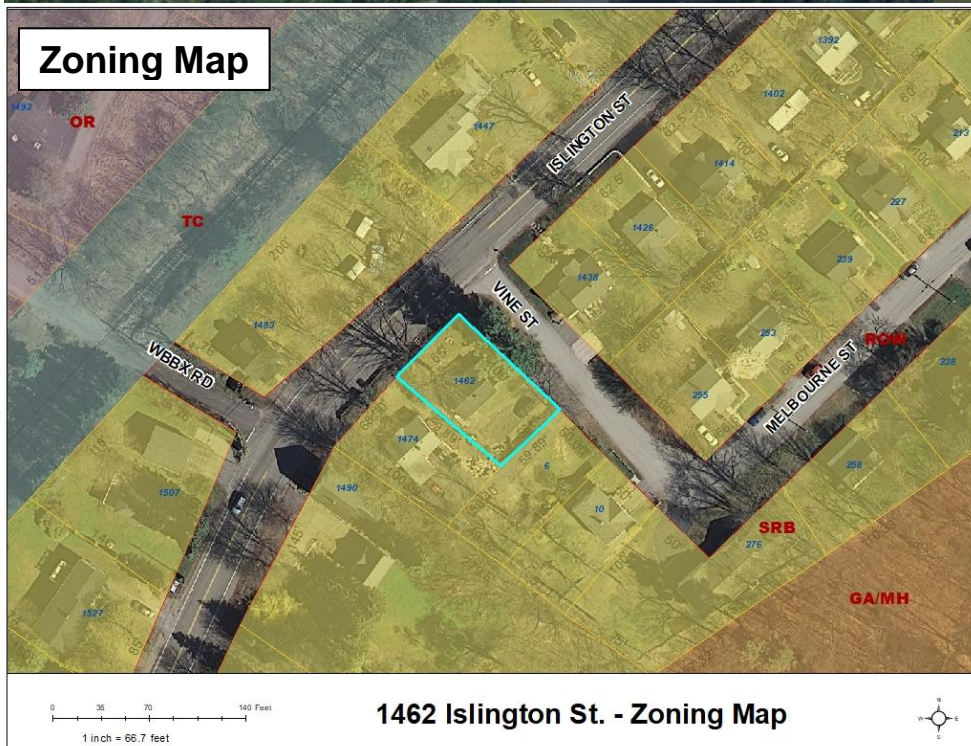 Zoning Map
1493
OR
TC
1447
1392
1402
1414
213
227
ISLINGTON ST
1426
239
1438
VINE ST
253
ROW
1483
WBBX RD
1462
255
MELBOURNE ST
238
1474
6
258
1490
10
1507
276
SRB
GA/MH
1527
0 35 70 140 Feet
1 inch = 66.7 feet
1462 Islington St. - Zoning Map
N
W E
S